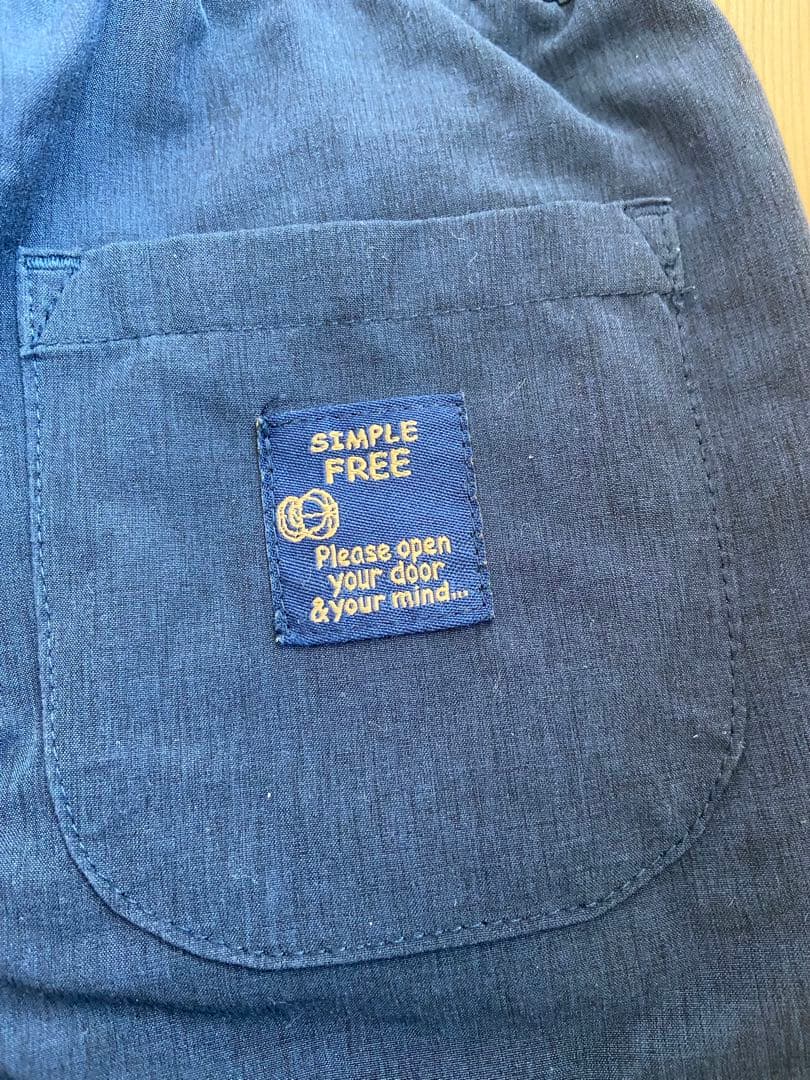 SIMPLE
FREE
Please open
your door
&your mind...